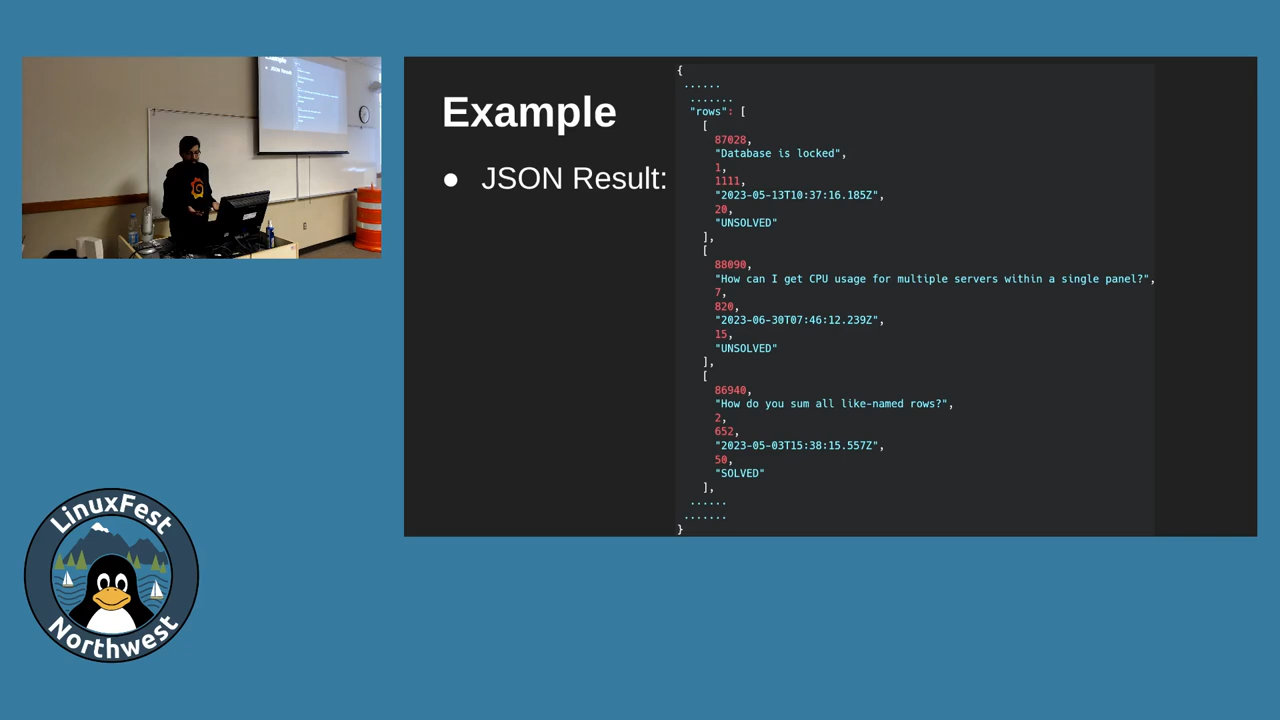 Example
● JSON Result:
{
......
.......
"rows": [
[
87028,
"Database is locked",
1,
1111,
"2023-05-13T10:37:16.185Z",
20,
"UNSOLVED"
],
[
88090,
"How can I get CPU usage for multiple servers within a single panel?",
7,
820,
"2023-06-30T07:46:12.239Z",
15,
"UNSOLVED"
],
[
86940,
"How do you sum all like-named rows?",
2,
652,
"2023-05-03T15:38:15.557Z",
50,
"SOLVED"
],
......
.......
}
Example
JSON Result
LinuxFest
Northwest